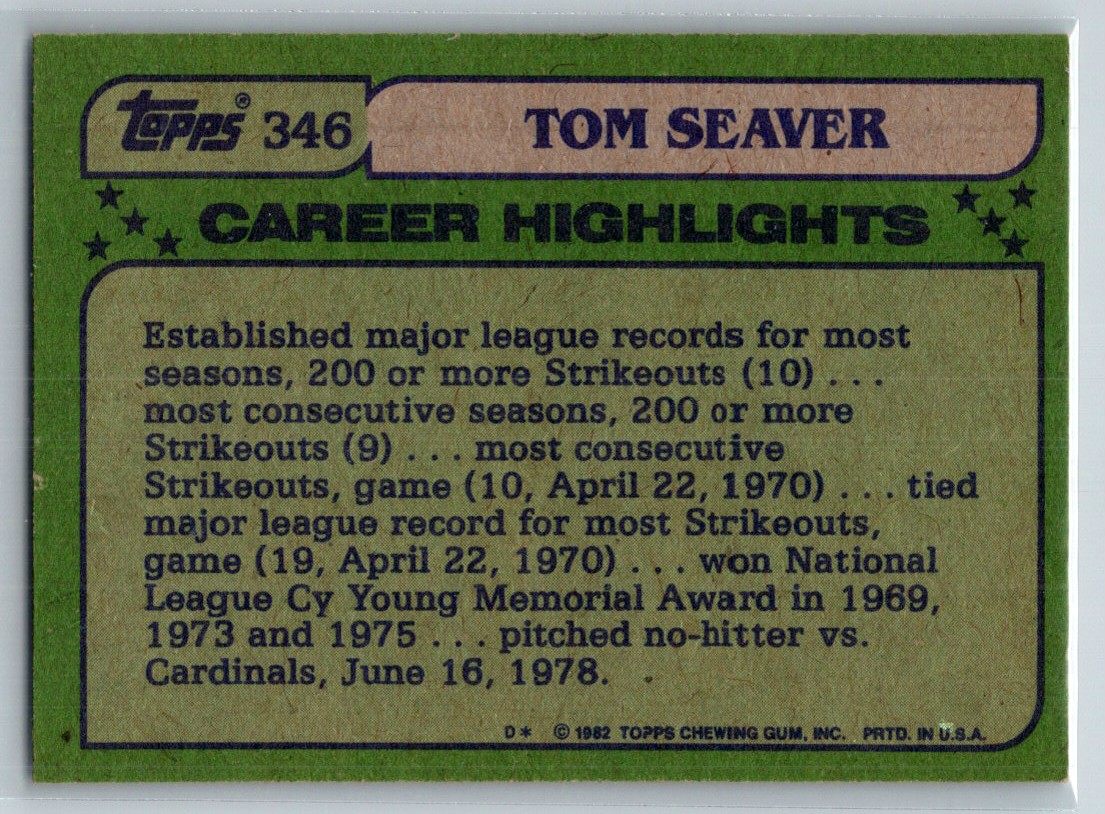 topps® 346 TOM SEAVER
CAREER HIGHLIGHTS
Established major league records for most
seasons, 200 or more Strikeouts (10) . . .
most consecutive seasons, 200 or more
Strikeouts (9) . . . most consecutive
Strikeouts, game (10, April 22, 1970) . . . tied
major league record for most Strikeouts,
game (19, April 22, 1970) . . . won National
League Cy Young Memorial Award in 1969,
1973 and 1975 . . . pitched no-hitter vs.
Cardinals, June 16, 1978.
D* © 1982 TOPPS CHEWING GUM, INC. PRTD. IN U.S.A.